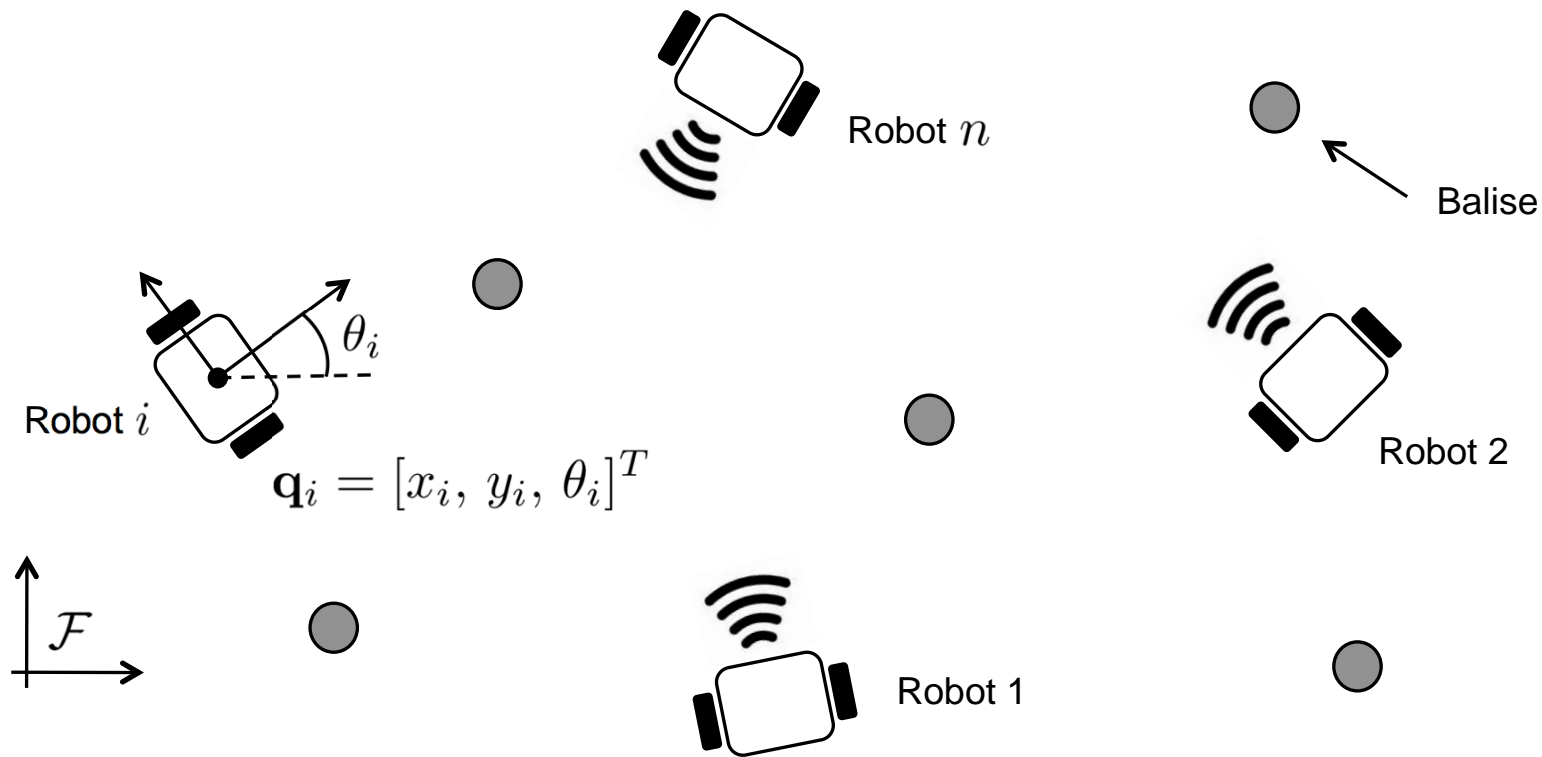 Robot n
Balise
θᵢ
Robot i
Robot 2
𝐪ᵢ = [xᵢ, yᵢ, θᵢ]ᵀ
ℱ
Robot 1